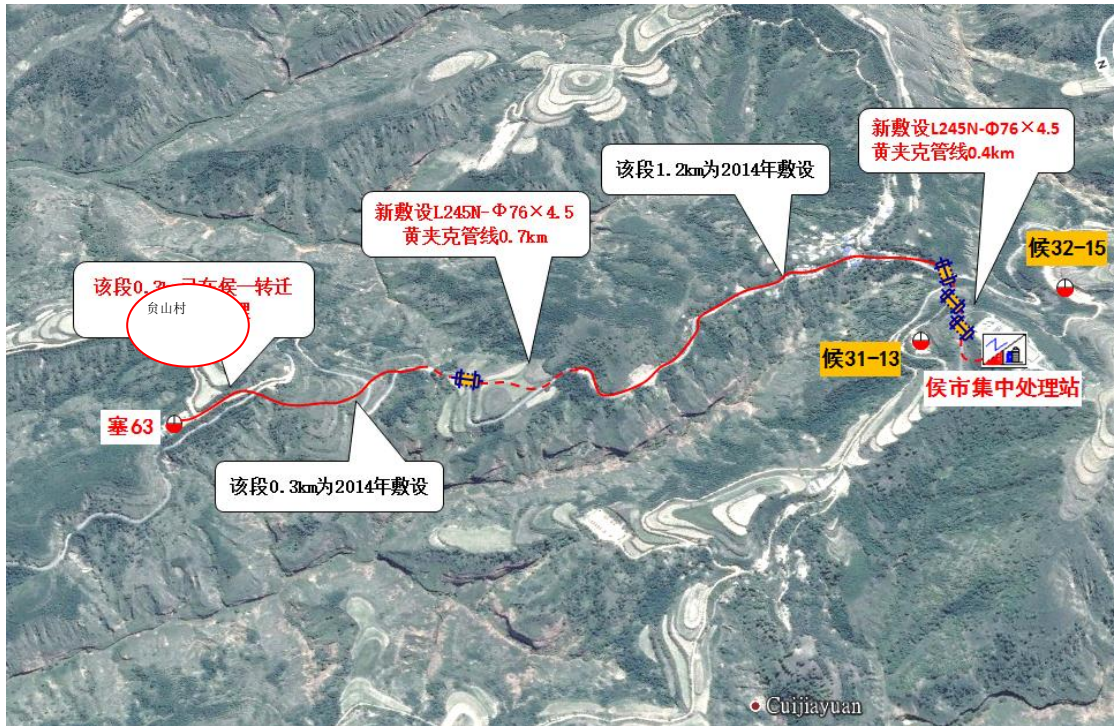 新敷设L245N-Φ76×4.5
黄夹克管线0.4km
该段1.2km为2014年敷设
新敷设L245N-Φ76×4.5
黄夹克管线0.7km
候32-15
该段0.
候一转迁
贠山村
候31-13
侯市集中处理站
塞63
该段0.3km为2014年敷设
Cuijiayuan
N